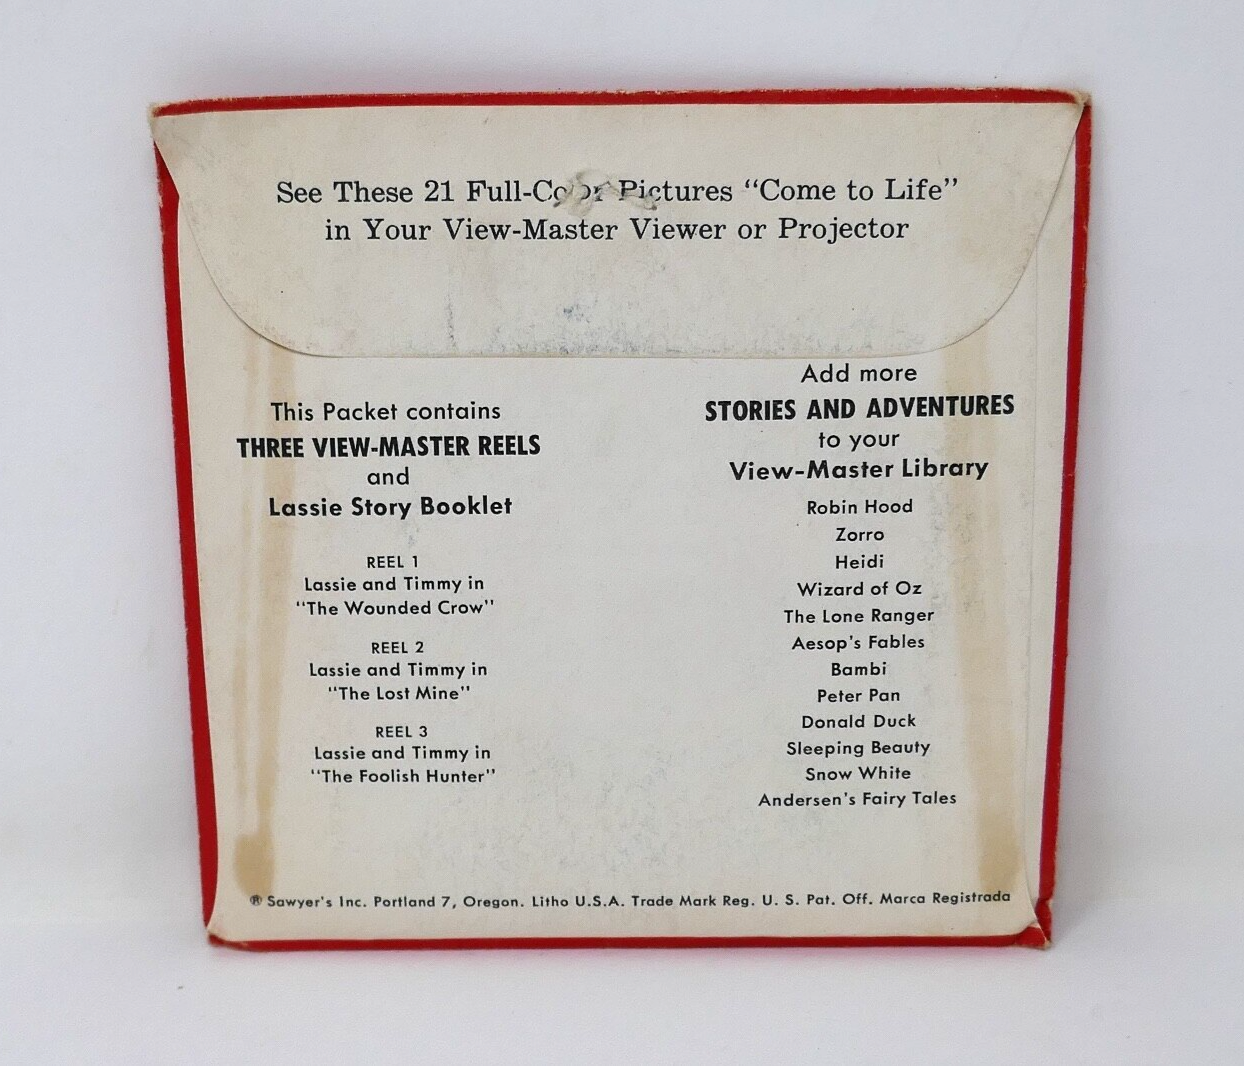 See These 21 Full-Color Pictures “Come to Life”
in Your View-Master Viewer or Projector
This Packet contains
THREE VIEW-MASTER REELS
and
Lassie Story Booklet
REEL 1
Lassie and Timmy in
“The Wounded Crow”
REEL 2
Lassie and Timmy in
“The Lost Mine”
REEL 3
Lassie and Timmy in
“The Foolish Hunter”
Add more
STORIES AND ADVENTURES
to your
View-Master Library
Robin Hood
Zorro
Heidi
Wizard of Oz
The Lone Ranger
Aesop's Fables
Bambi
Peter Pan
Donald Duck
Sleeping Beauty
Snow White
Andersen's Fairy Tales
® Sawyer's Inc. Portland 7, Oregon. Litho U.S.A. Trade Mark Reg. U. S. Pat. Off. Marca Registrada